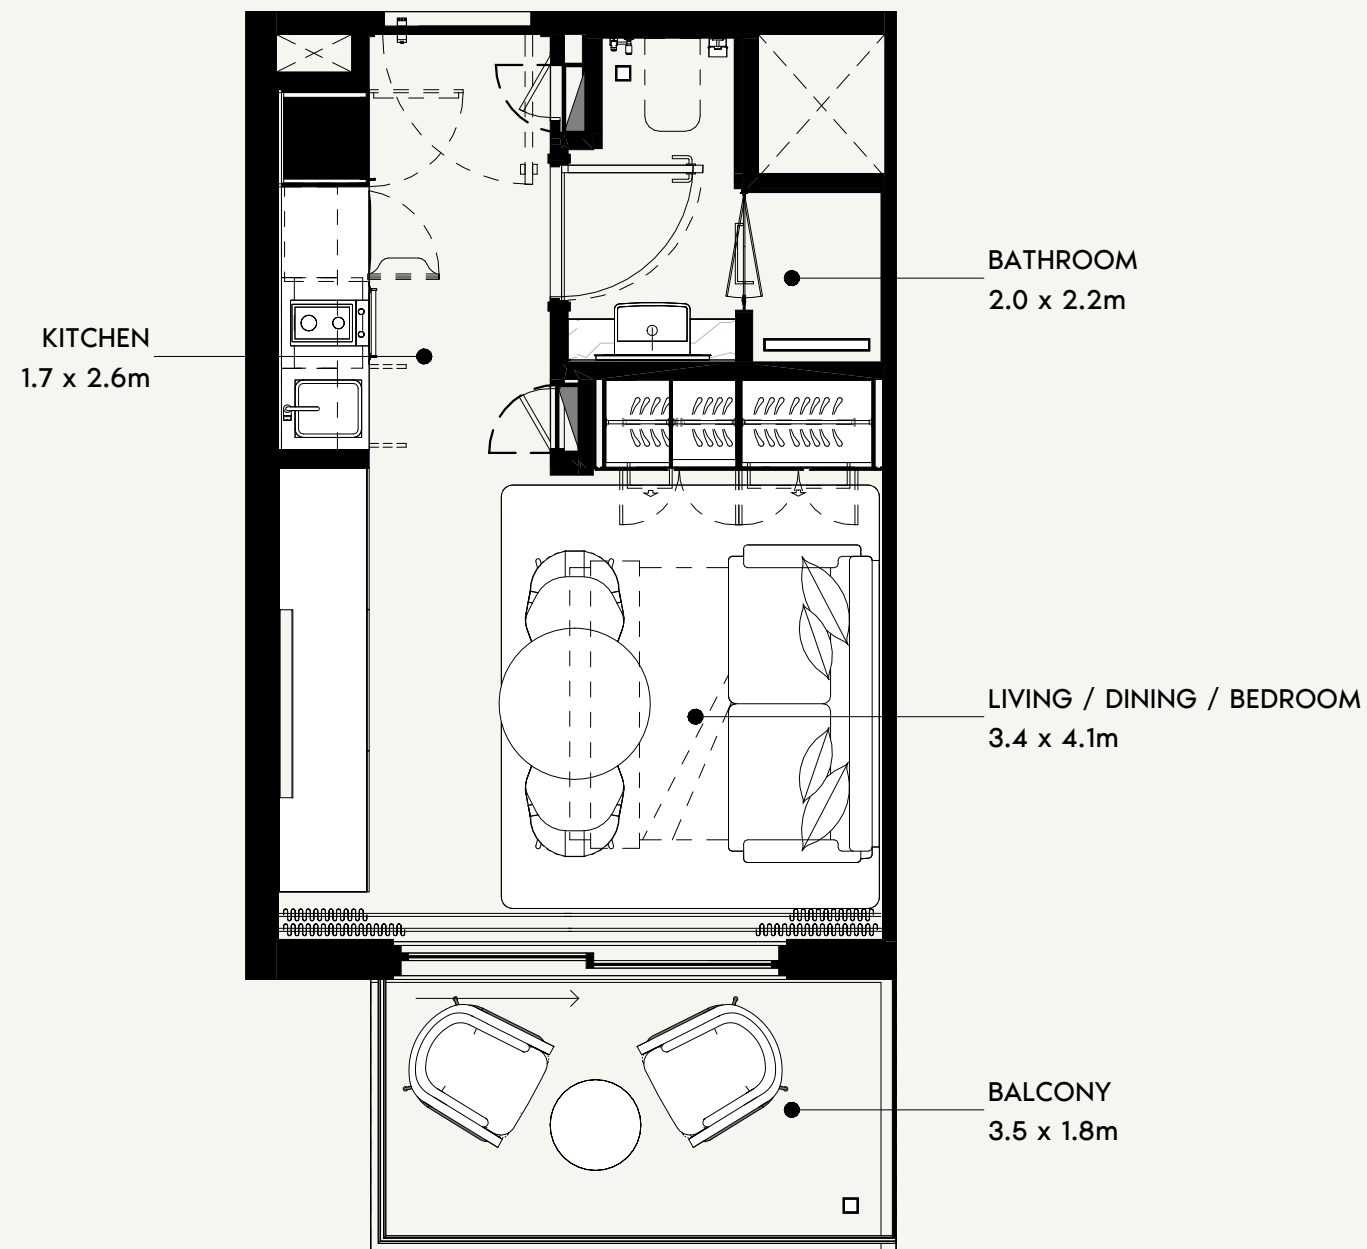 BATHROOM
2.0 x 2.2m
KITCHEN
1.7 x 2.6m
LIVING / DINING / BEDROOM
3.4 x 4.1m
BALCONY
3.5 x 1.8m